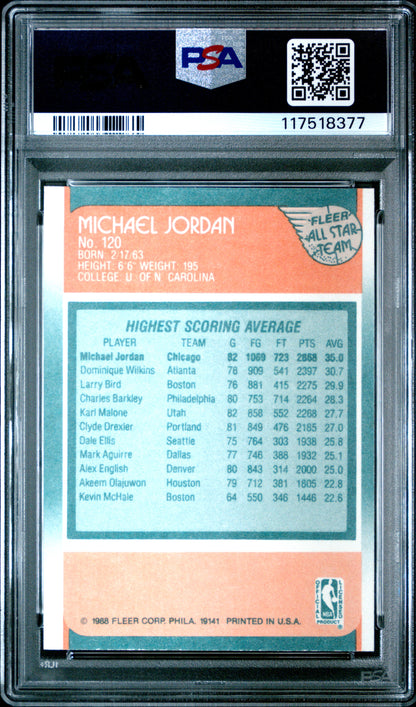 PSA
117518377
MICHAEL JORDAN
No. 120
BORN: 2·17·63
HEIGHT: 6'6" WEIGHT: 195
COLLEGE: U. OF N. CAROLINA
FLEER
ALL STAR
TEAM
HIGHEST SCORING AVERAGE
PLAYER TEAM G FG FT PTS AVG
Michael Jordan Chicago 82 1069 723 2868 35.0
Dominique Wilkins Atlanta 78 909 541 2397 30.7
Larry Bird Boston 76 881 415 2275 29.9
Charles Barkley Philadelphia 80 753 714 2264 28.3
Karl Malone Utah 82 858 552 2268 27.7
Clyde Drexler Portland 81 849 476 2185 27.0
Dale Ellis Seattle 75 764 303 1938 25.8
Mark Aguirre Dallas 77 746 388 1932 25.1
Alex English Denver 80 843 314 2000 25.0
Akeem Olajuwon Houston 79 712 381 1805 22.8
Kevin McHale Boston 64 550 346 1446 22.6
OFFICIAL LICENSED
NBA
PRODUCT
© 1988 FLEER CORP. PHILA. 19141 PRINTED IN U.S.A.
PSA